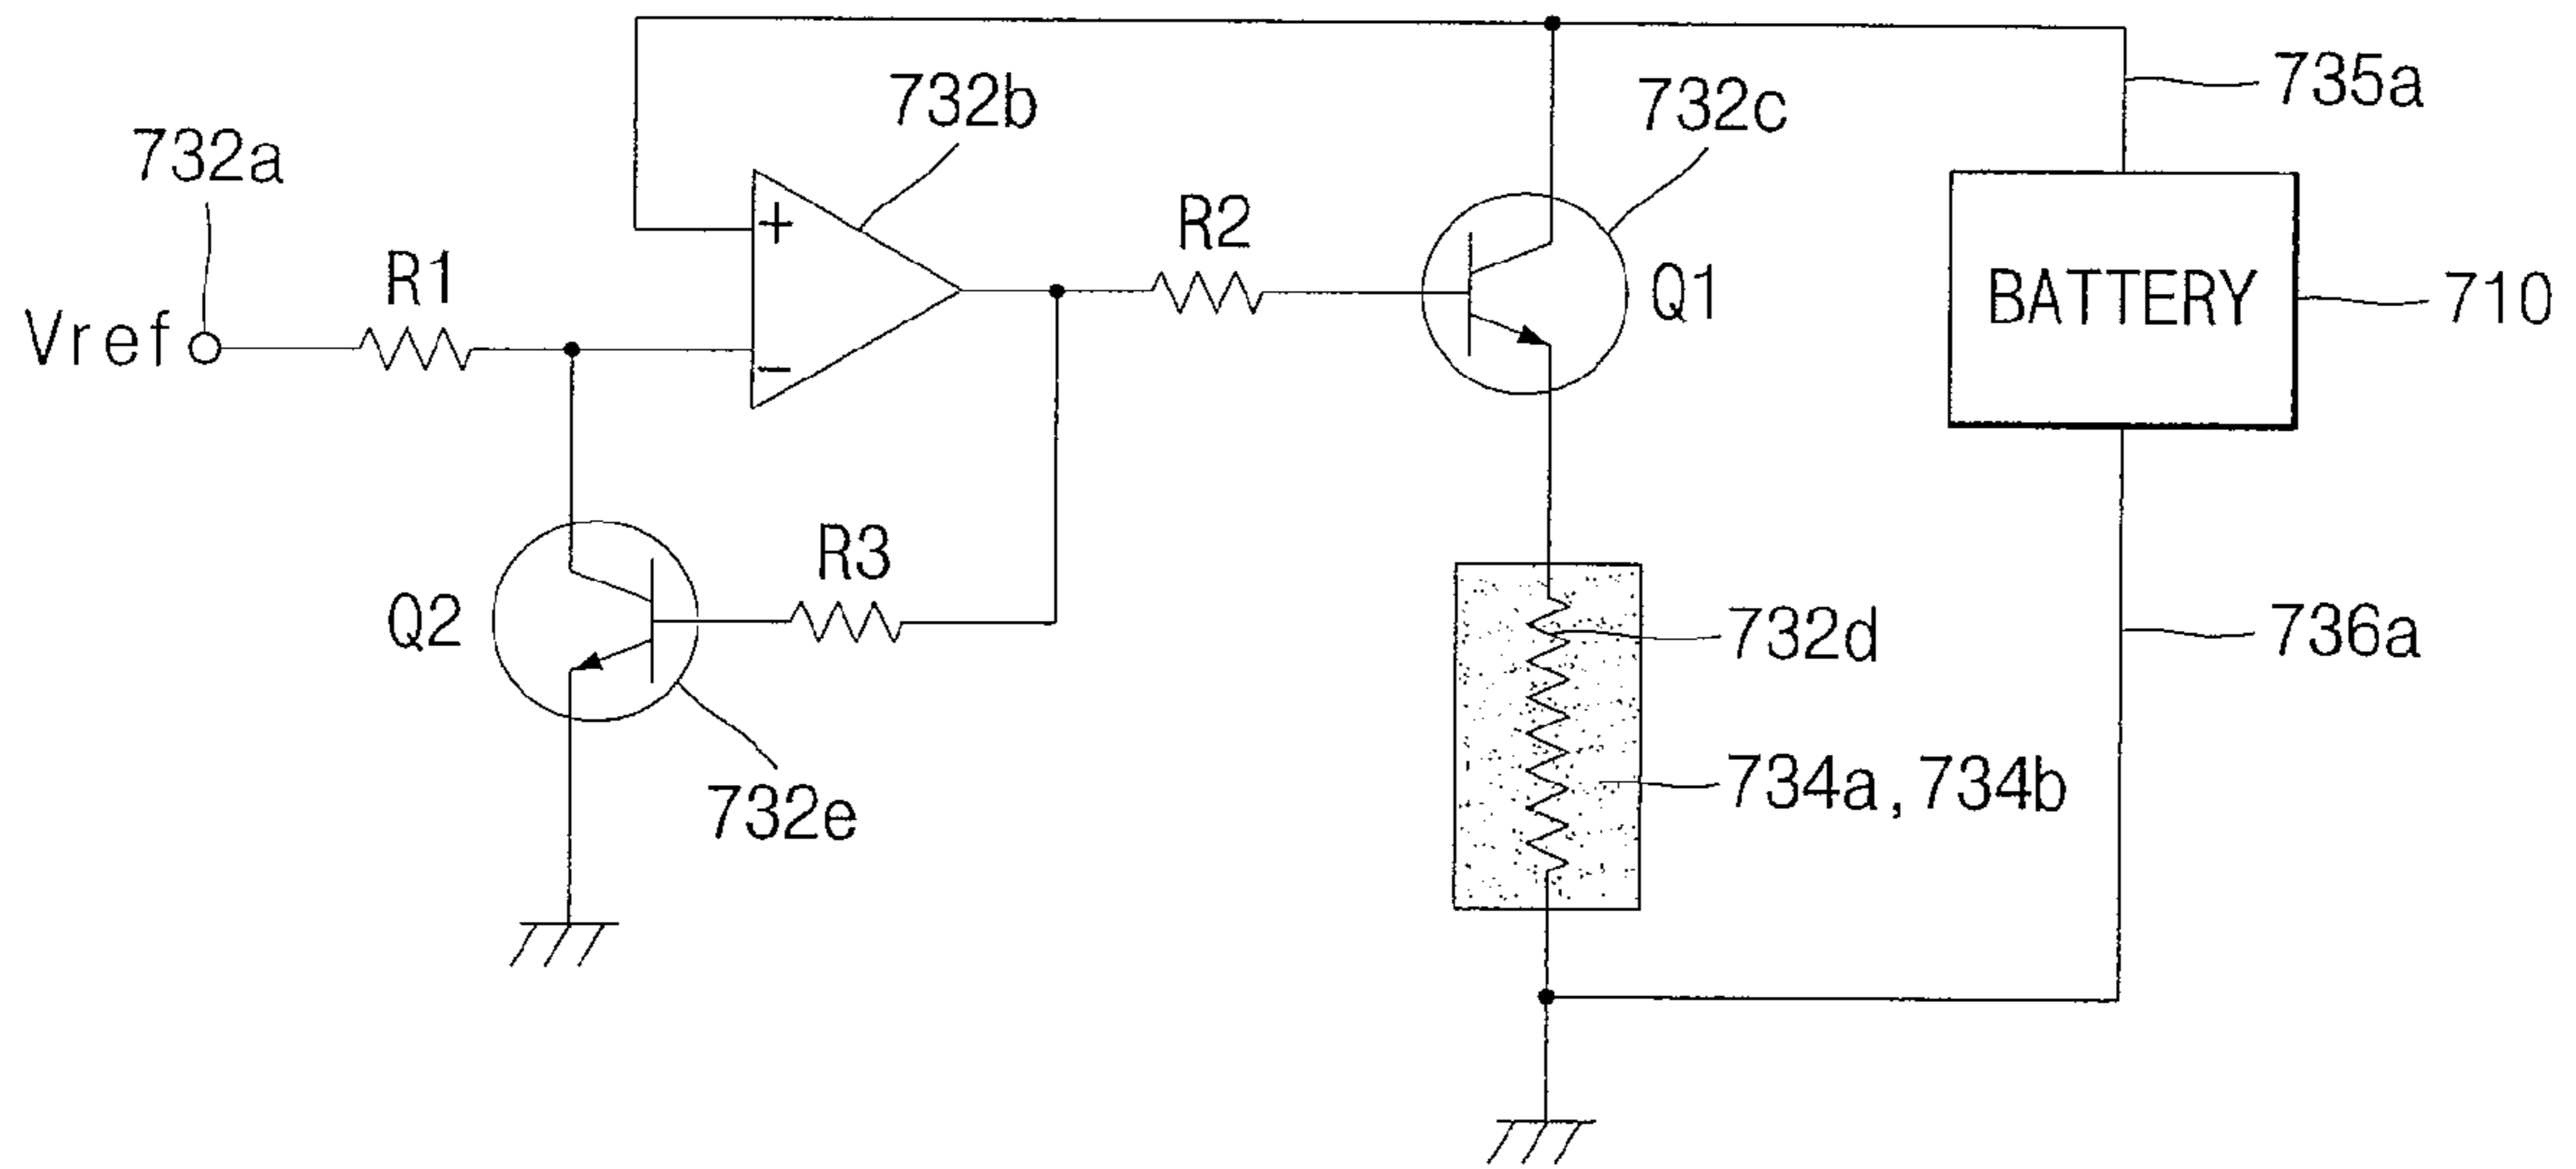 735a
732b
732c
732a
R2
R1
+
Q1
BATTERY
710
Vref
-
R3
Q2
732d
736a
734a, 734b
732e